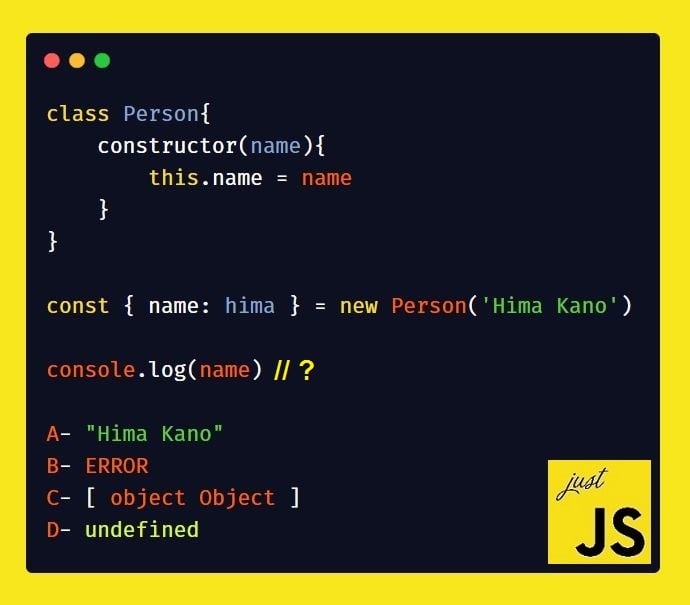 class Person{
    constructor(name){
        this.name = name
    }
}
const { name: hima } = new Person('Hima Kano')
console.log(name) // ?
A- "Hima Kano"
B- ERROR
C- [ object Object ]
D- undefined
just
JS